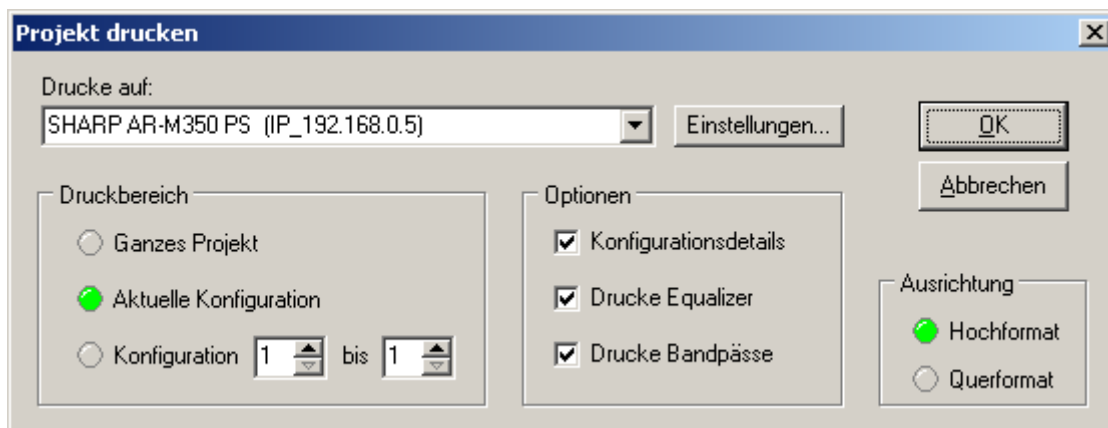 Projekt drucken
Drucke auf:
SHARP AR-M350 PS (IP_192.168.0.5)
Einstellungen...
OK
Abbrechen
Druckbereich
Ganzes Projekt
Aktuelle Konfiguration
Konfiguration 1 bis 1
Optionen
Konfigurationsdetails
Drucke Equalizer
Drucke Bandpässe
Ausrichtung
Hochformat
Querformat